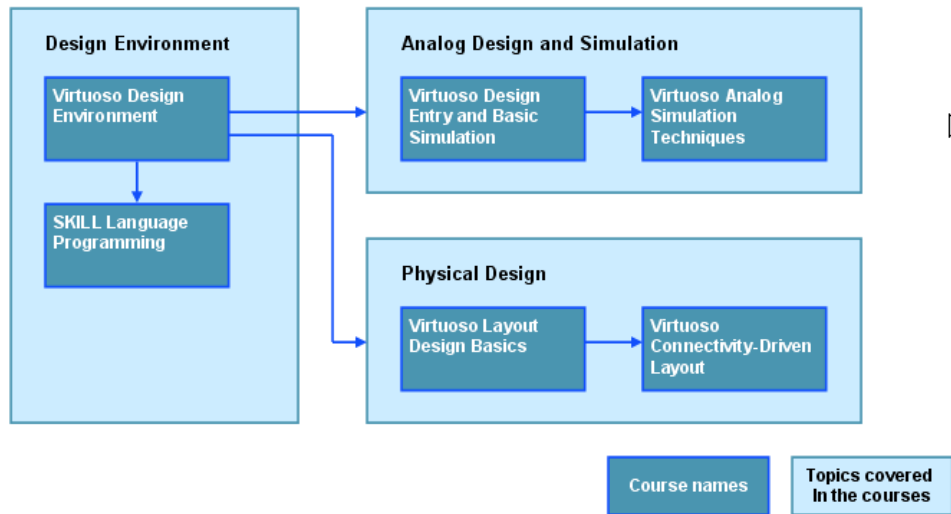 Design Environment
Virtuoso Design
Environment
SKILL Language
Programming
Analog Design and Simulation
Virtuoso Design
Entry and Basic
Simulation
Virtuoso Analog
Simulation
Techniques
Physical Design
Virtuoso Layout
Design Basics
Virtuoso
Connectivity-Driven
Layout
Course names
Topics covered
In the courses